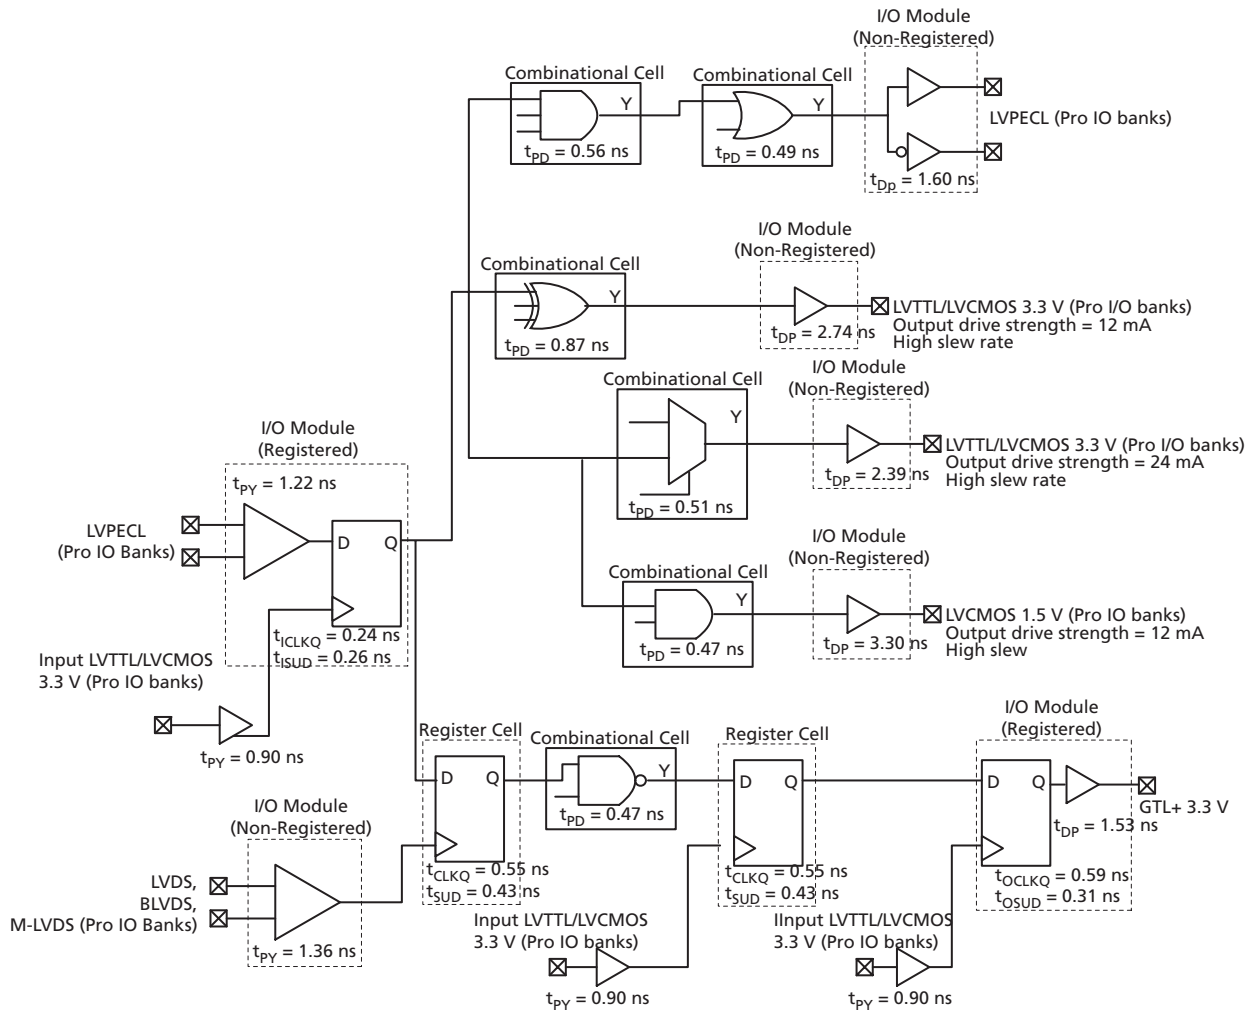 I/O Module
(Non-Registered)
Combinational Cell
Y
tPD = 0.56 ns
Combinational Cell
Y
tPD = 0.49 ns
LVPECL (Pro IO banks)
tDp = 1.60 ns
I/O Module
(Non-Registered)
Combinational Cell
Y
tPD = 0.87 ns
tDP = 2.74 ns
LVTTL/LVCMOS 3.3 V (Pro I/O banks)
Output drive strength = 12 mA
High slew rate
I/O Module
(Non-Registered)
Combinational Cell
Y
tPD = 0.51 ns
tDP = 2.39 ns
LVTTL/LVCMOS 3.3 V (Pro I/O banks)
Output drive strength = 24 mA
High slew rate
I/O Module
(Registered)
tPY = 1.22 ns
LVPECL
(Pro IO Banks)
D
Q
tICLKQ = 0.24 ns
tISUD = 0.26 ns
I/O Module
(Non-Registered)
Combinational Cell
Y
tPD = 0.47 ns
tDP = 3.30 ns
LVCMOS 1.5 V (Pro IO banks)
Output drive strength = 12 mA
High slew
Input LVTTL/LVCMOS
3.3 V (Pro IO banks)
tPY = 0.90 ns
Register Cell
D
Q
tCLKQ = 0.55 ns
tSUD = 0.43 ns
Combinational Cell
Y
tPD = 0.47 ns
Register Cell
D
Q
tCLKQ = 0.55 ns
tSUD = 0.43 ns
I/O Module
(Registered)
D
Q
tDP = 1.53 ns
GTL+ 3.3 V
tOCLKQ = 0.59 ns
tOSUD = 0.31 ns
I/O Module
(Non-Registered)
LVDS,
BLVDS,
M-LVDS (Pro IO Banks)
tPY = 1.36 ns
Input LVTTL/LVCMOS
3.3 V (Pro IO banks)
tPY = 0.90 ns
IInput LVTTL/LVCMOS
3.3 V (Pro IO banks)
tPY = 0.90 ns